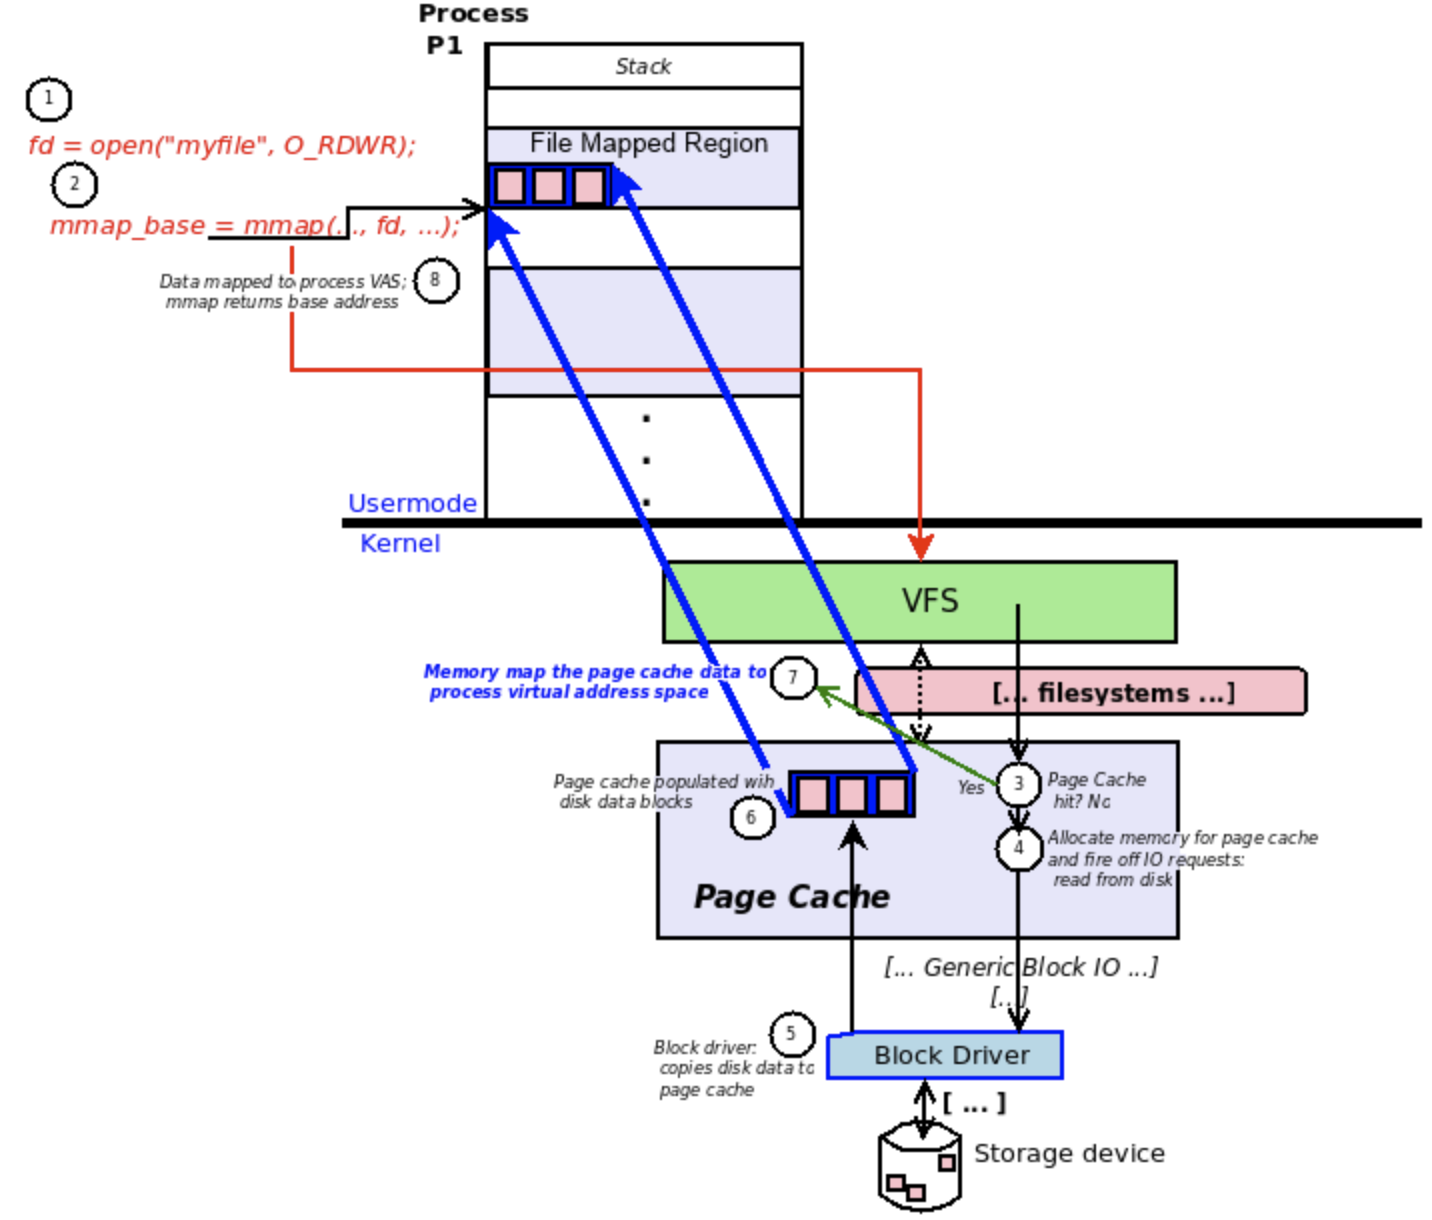 Process
P1
Stack
1
fd = open("myfile", O_RDWR);
File Mapped Region
2
mmap_base = mmap(..., fd, ...);
Data mapped to process VAS;
mmap returns base address
8
.
.
.
Usermode
Kernel
VFS
Memory map the page cache data to
process virtual address space
7
[... filesystems ...]
Page cache populated wih
disk data blocks
6
Yes
3
Page Cache
hit? No
4
Allocate memory for page cache
and fire off IO requests:
read from disk
Page Cache
[... Generic Block IO ...]
[...]
5
Block driver:
copies disk data to
page cache
Block Driver
[ ... ]
Storage device